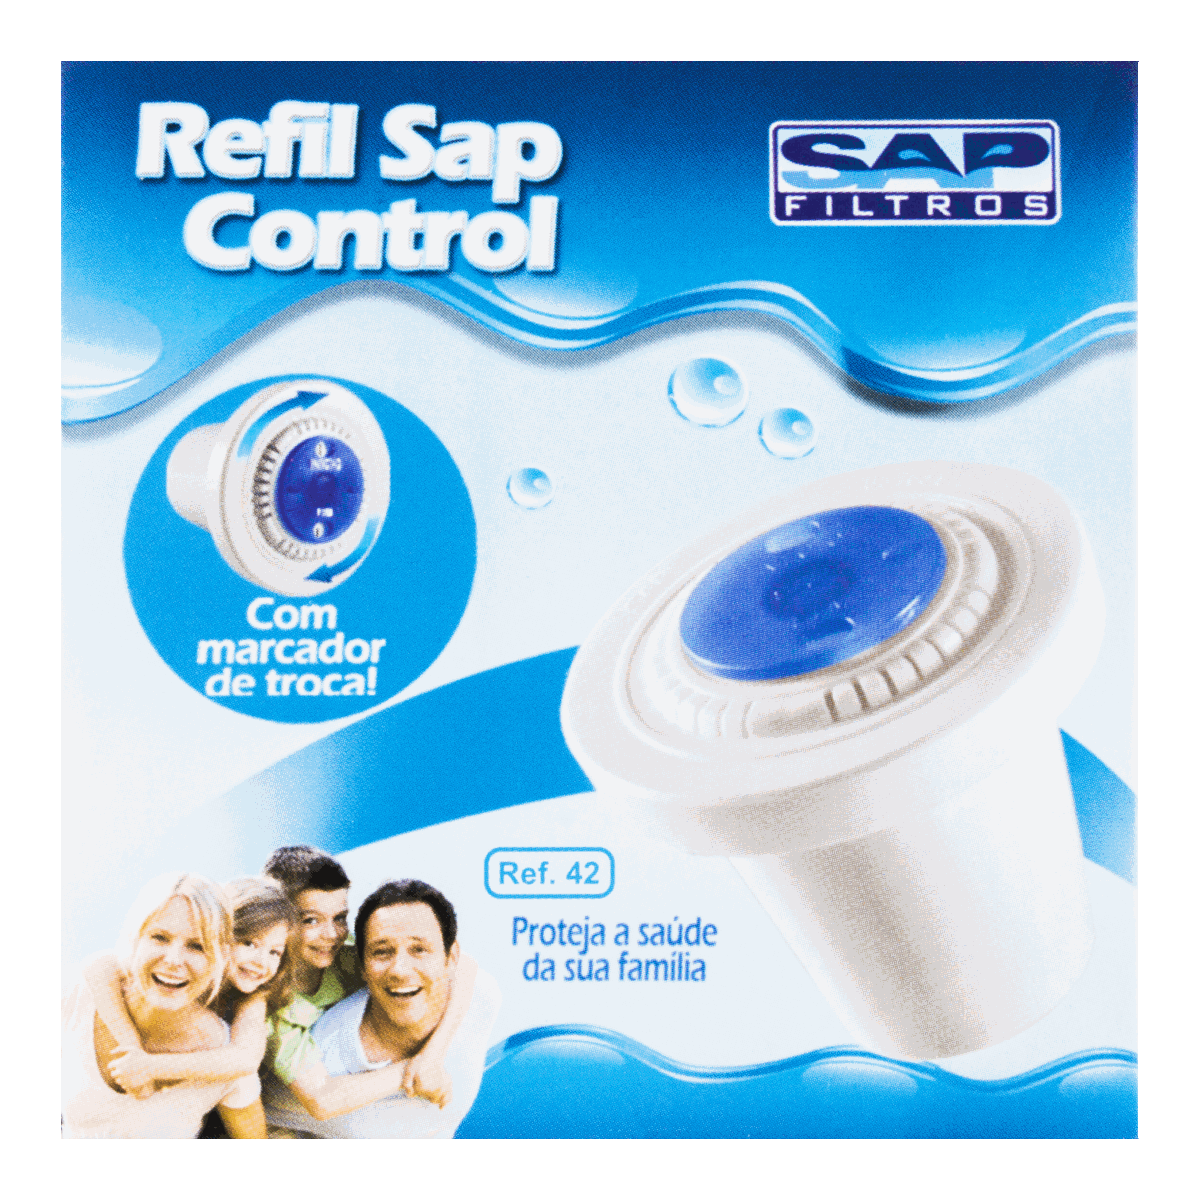 Refil Sap
Control
SAP
FILTROS
Com
marcador
de troca!
Ref. 42
Proteja a saúde
da sua família